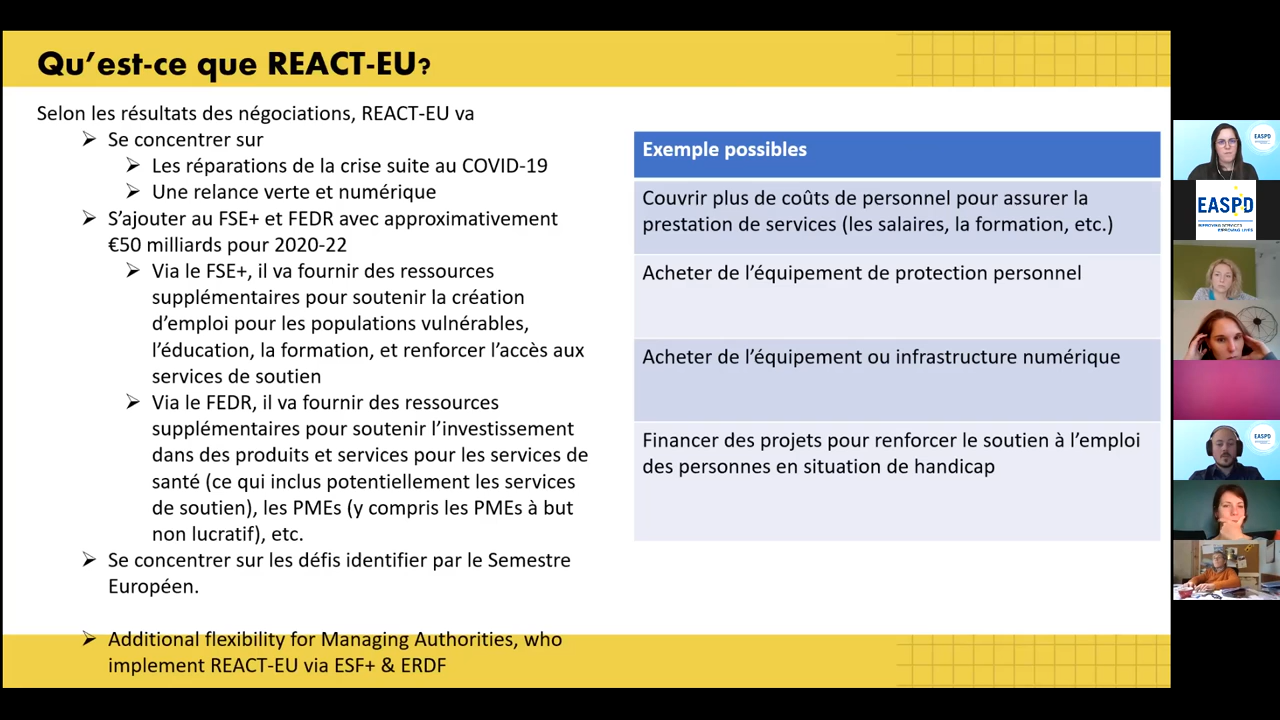 Qu’est-ce que REACT-EU?
Selon les résultats des négociations, REACT-EU va
Se concentrer sur
Les réparations de la crise suite au COVID-19
Une relance verte et numérique
S’ajouter au FSE+ et FEDR avec approximativement
€50 milliards pour 2020-22
Via le FSE+, il va fournir des ressources
supplémentaires pour soutenir la création
d’emploi pour les populations vulnérables,
l’éducation, la formation, et renforcer l’accès aux
services de soutien
Via le FEDR, il va fournir des ressources
supplémentaires pour soutenir l’investissement
dans des produits et services pour les services de
santé (ce qui inclus potentiellement les services
de soutien), les PMEs (y compris les PMEs à but
non lucratif), etc.
Se concentrer sur les défis identifier par le Semestre
Européen.
Additional flexibility for Managing Authorities, who
implement REACT-EU via ESF+ & ERDF
Exemple possibles
Couvrir plus de coûts de personnel pour assurer la
prestation de services (les salaires, la formation, etc.)
Acheter de l’équipement de protection personnel
Acheter de l’équipement ou infrastructure numérique
Financer des projets pour renforcer le soutien à l’emploi
des personnes en situation de handicap
EASPD
EASPD
IMPROVING SERVICES
IMPROVING LIVES
EASPD